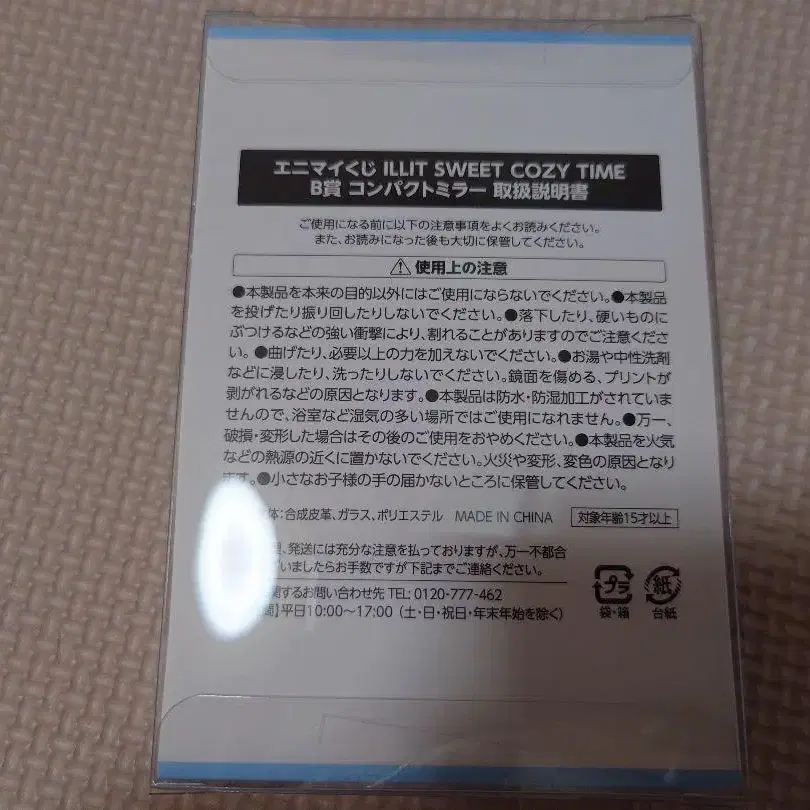 エニマイくじ ILLIT SWEET COZY TIME
B賞 コンパクトミラー 取扱説明書
ご使用になる前に以下の注意事項をよくお読みください。
また、お読みになった後も大切に保管してください。
⚠使用上の注意
●本製品を本来の目的以外にはご使用にならないでください。●本製品
を投げたり振り回したりしないでください。●落下したり、硬いものに
ぶつけるなどの強い衝撃により、割れることがありますのでご注意くださ
い。●曲げたり、必要以上の力を加えないでください。●お湯や中性洗剤
などに浸したり、洗ったりしないでください。鏡面を傷める、プリントが
剥がれるなどの原因となります。●本製品は防水・防湿加工がされていま
せんので、浴室など湿気の多い場所ではご使用になれません。●万一、
破損・変形した場合はその後のご使用をおやめください。●本製品を火気
などの熱源の近くに置かないでください。火災や変形、変色の原因となり
ます。●小さなお子様の手の届かないところに保管してください。
体:合成皮革、ガラス、ポリエステル MADE IN CHINA 対象年齢15才以上
、発送には充分な注意を払っておりますが、万一不都合
いましたらお手数ですが下記までご連絡ください。
関するお問い合わせ先 TEL: 0120-777-462
】平日10:00～17:00 (土・日・祝日・年末年始を除く)
プラ 紙
袋・箱 台紙